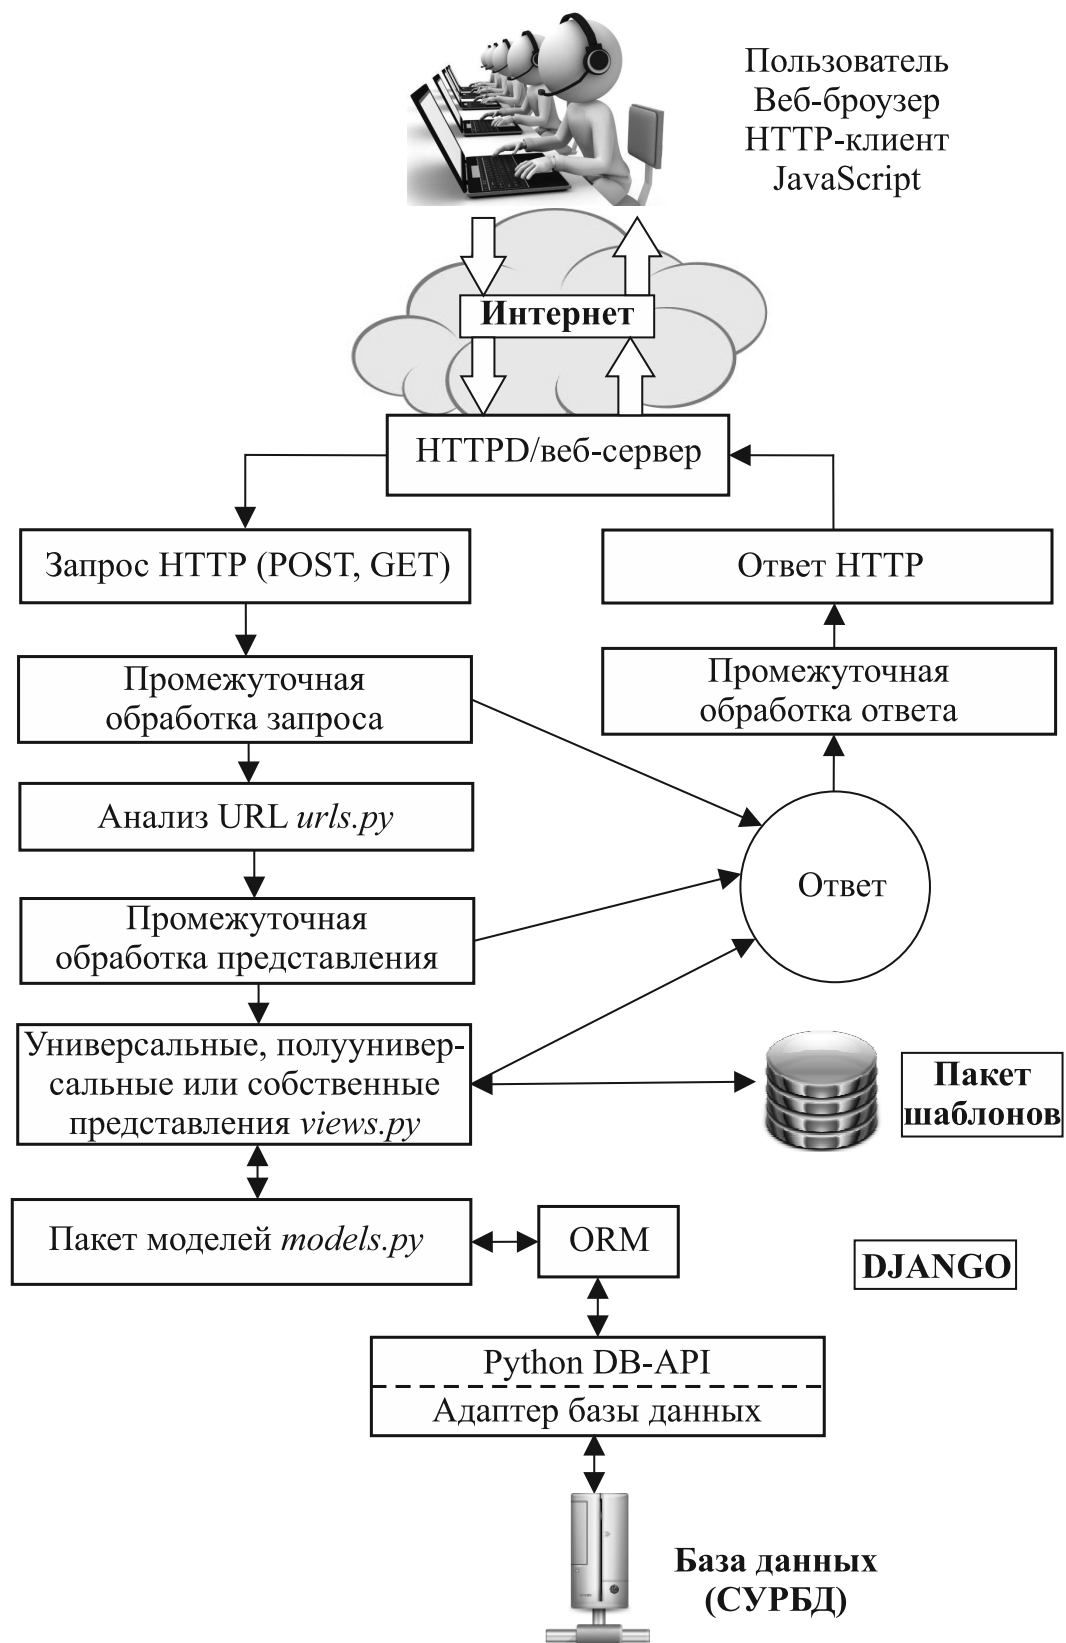 Пользователь
Веб-броузер
HTTP-клиент
JavaScript
Интернет
HTTPD/веб-сервер
Запрос HTTP (POST, GET)
Ответ HTTP
Промежуточная
обработка запроса
Промежуточная
обработка ответа
Анализ URL urls.py
Ответ
Промежуточная
обработка представления
Универсальные, полуунивер-
сальные или собственные
представления views.py
Пакет
шаблонов
Пакет моделей models.py
ORM
DJANGO
Python DB-API
Адаптер базы данных
База данных
(СУРБД)